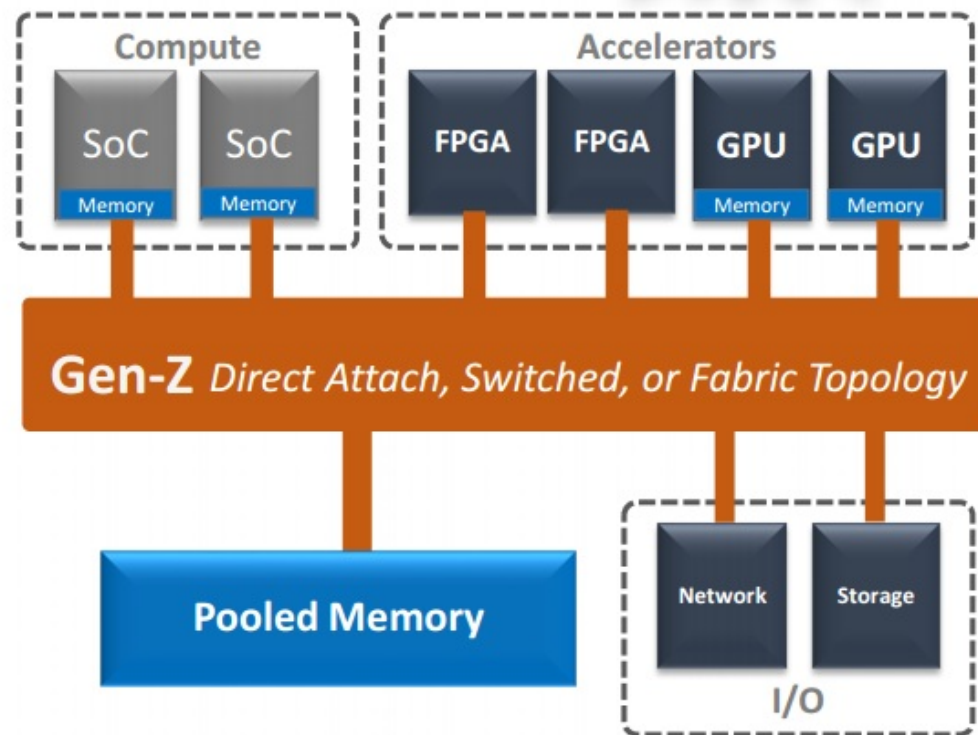 Compute
Accelerators
SoC
SoC
FPGA
FPGA
GPU
GPU
Memory
Memory
Memory
Memory
Gen-Z Direct Attach, Switched, or Fabric Topology
Pooled Memory
Network
Storage
I/O